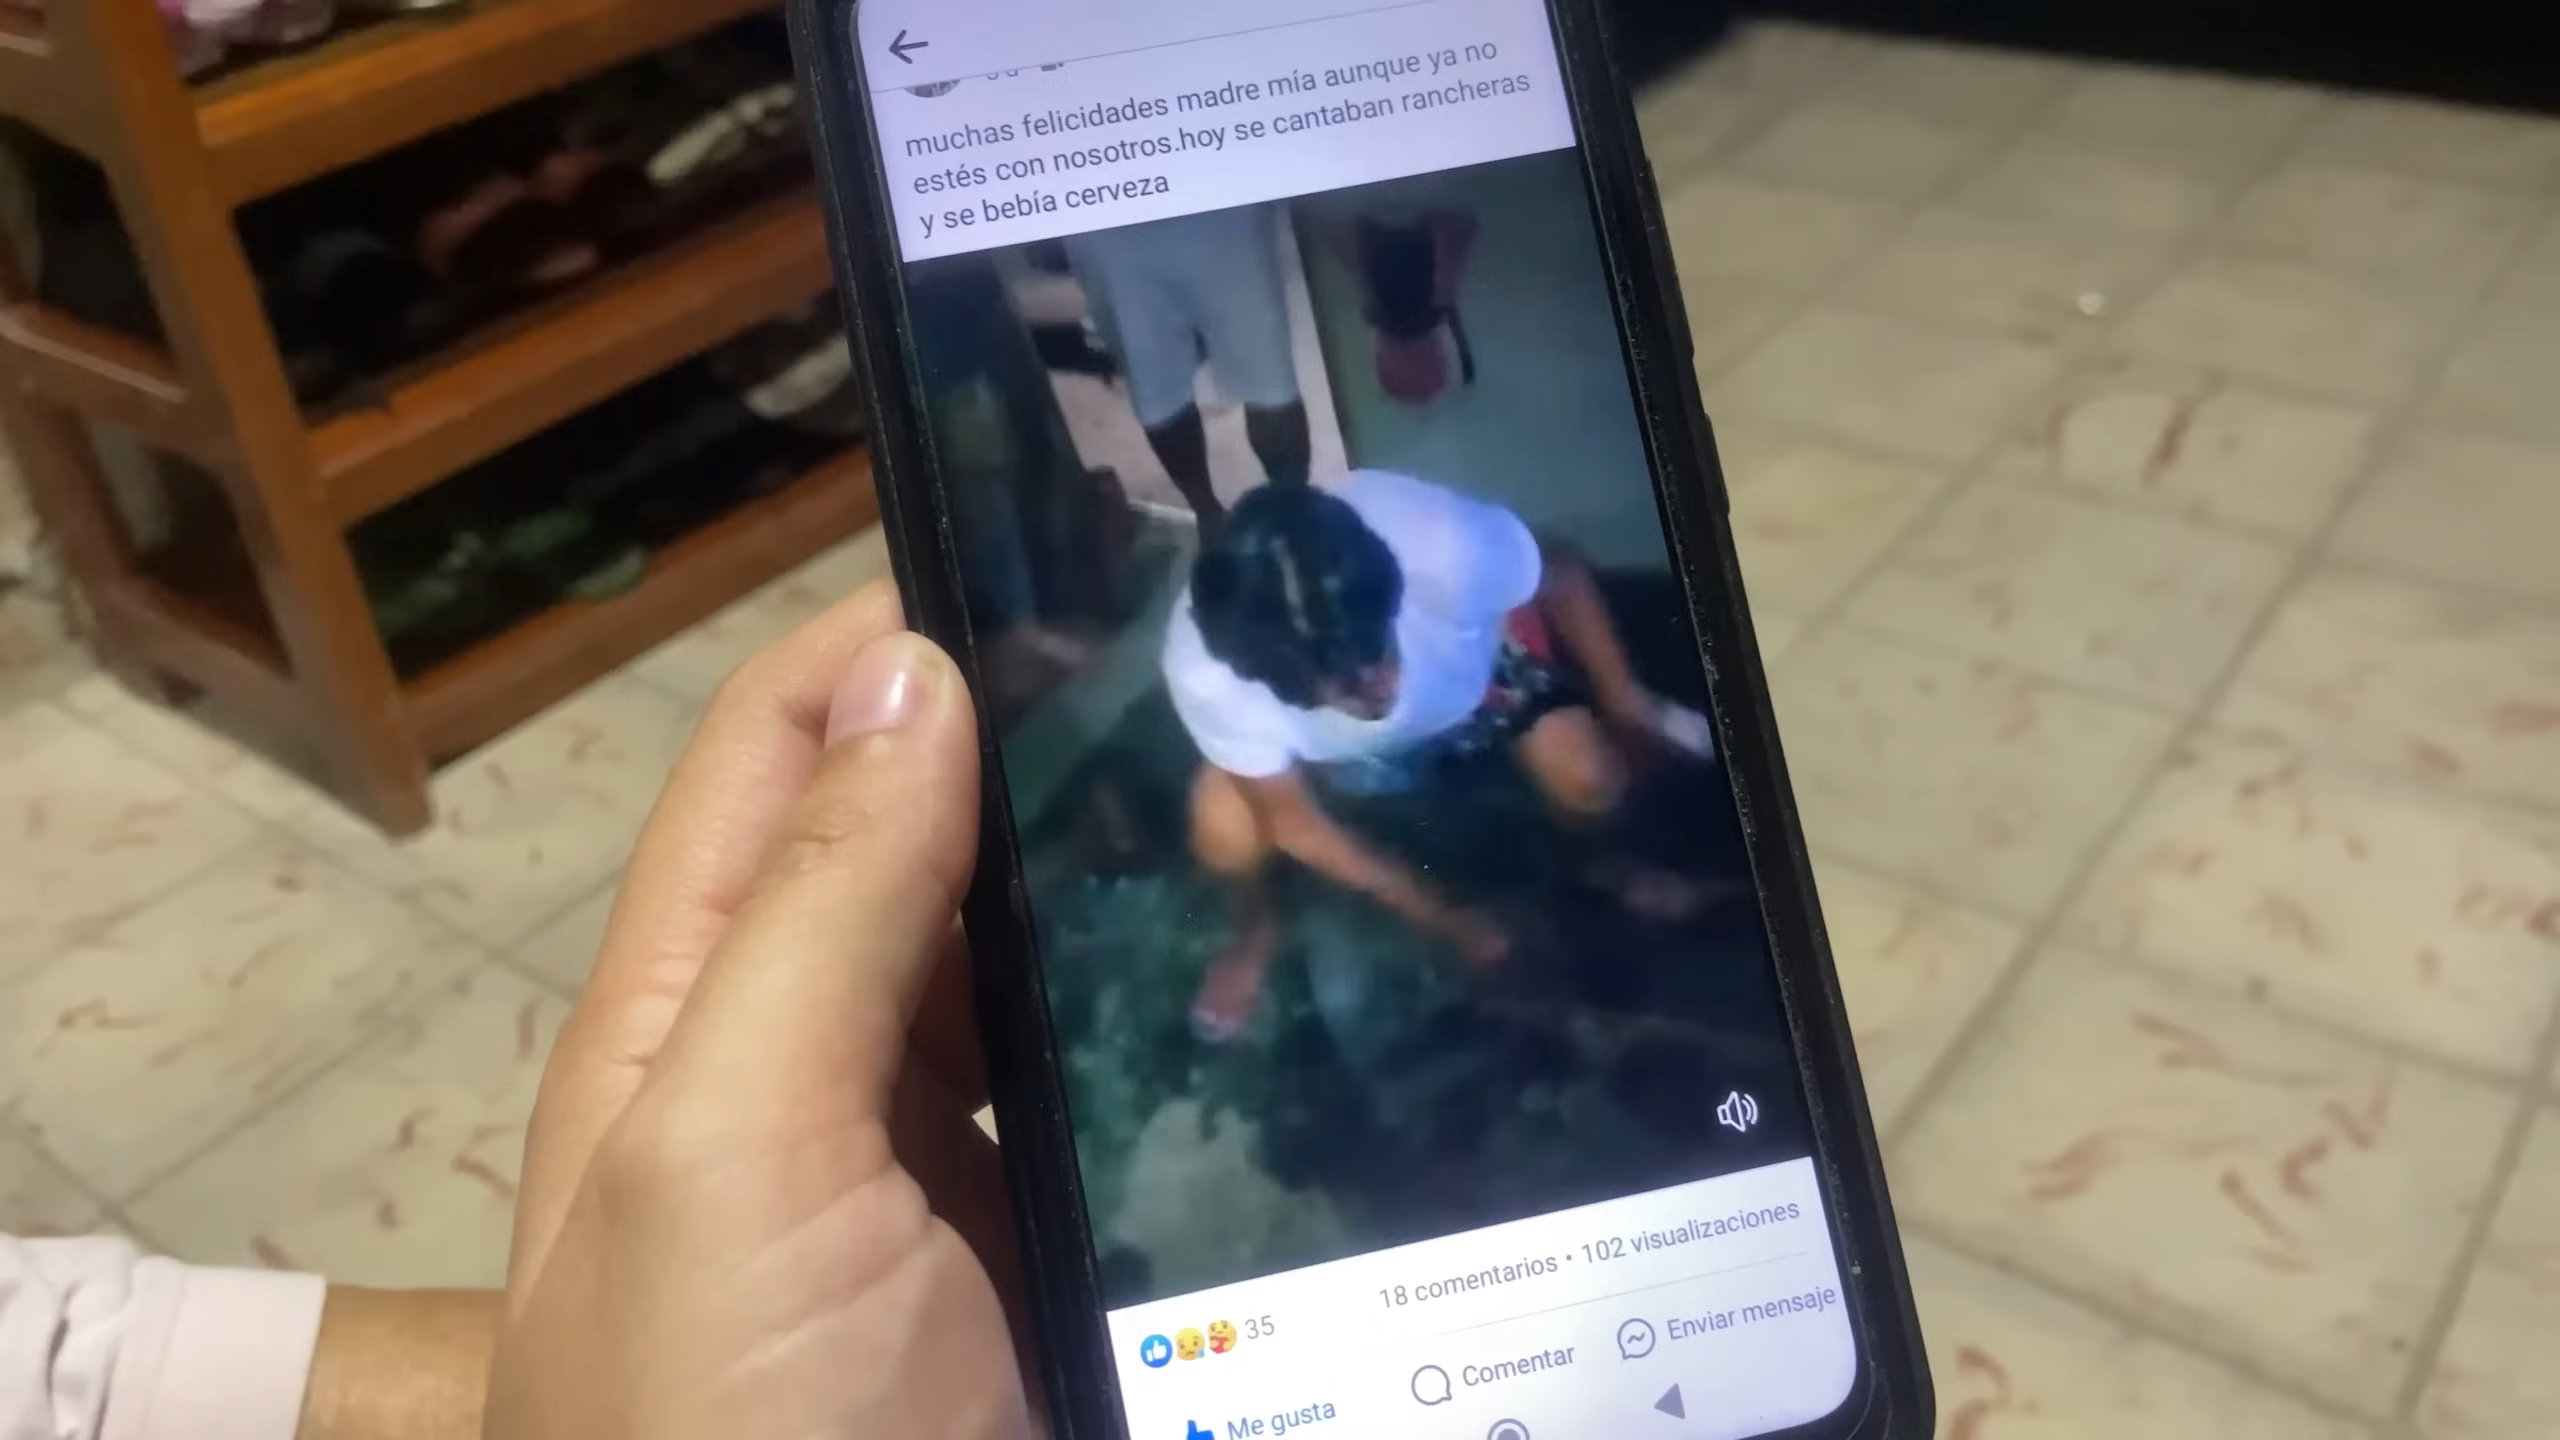 muchas felicidades madre mía aunque ya no
estés con nosotros.hoy se cantaban rancheras
y se bebía cerveza
35
18 comentarios • 102 visualizaciones
Me gusta
Comentar
Enviar mensaje